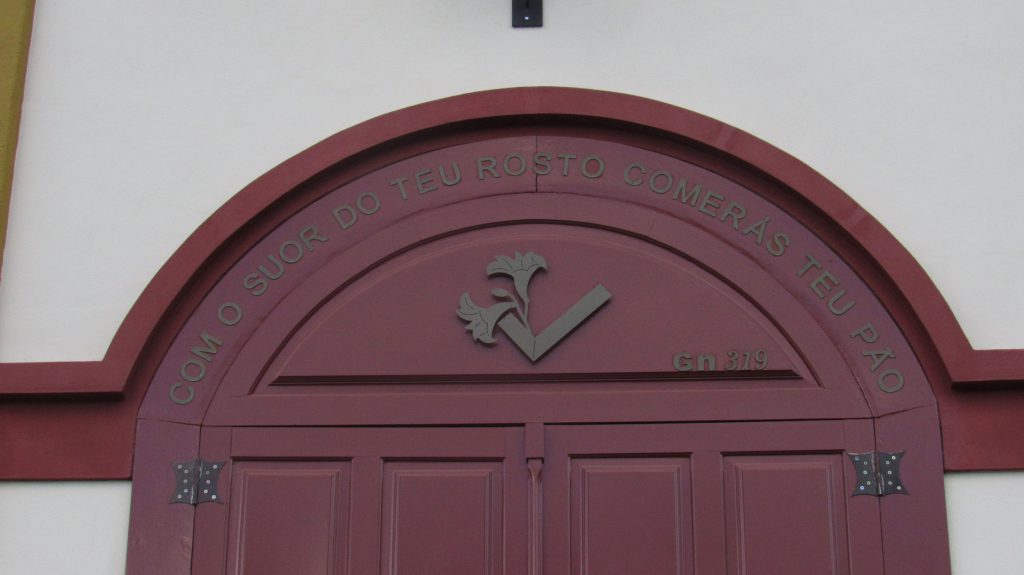 COM O SUOR DO TEU ROSTO COMERÁS TEU PÃO
Gn 3.19